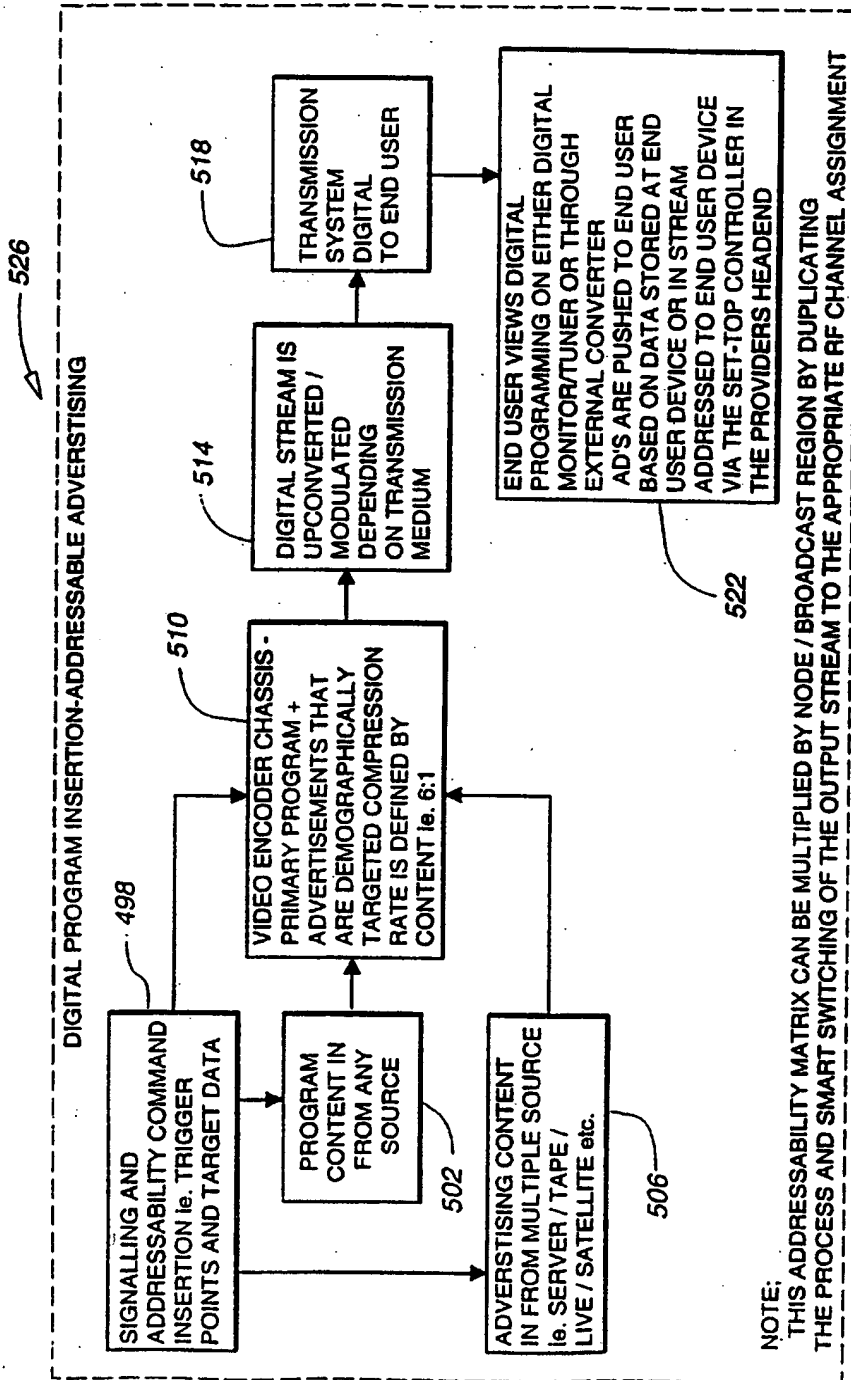 526
DIGITAL PROGRAM INSERTION-ADDRESSABLE ADVERSTISING
498
SIGNALLING AND
ADDRESSABILITY COMMAND
INSERTION ie. TRIGGER
POINTS AND TARGET DATA
PROGRAM
CONTENT IN
FROM ANY
SOURCE
502
ADVERSTISING CONTENT
IN FROM MULTIPLE SOURCE
ie. SERVER / TAPE /
LIVE / SATELLITE etc.
506
510
VIDEO ENCODER CHASSIS -
PRIMARY PROGRAM +
ADVERTISEMENTS THAT
ARE DEMOGRAPHICALLY
TARGETED COMPRESSION
RATE IS DEFINED BY
CONTENT ie. 6:1
514
DIGITAL STREAM IS
UPCONVERTED /
MODULATED
DEPENDING
ON TRANSMISSION
MEDIUM
518
TRANSMISSION
SYSTEM
DIGITAL
TO END USER
END USER VIEWS DIGITAL
PROGRAMMING ON EITHER DIGITAL
MONITOR/TUNER OR THROUGH
EXTERNAL CONVERTER
AD'S ARE PUSHED TO END USER
BASED ON DATA STORED AT END
USER DEVICE OR IN STREAM
ADDRESSED TO END USER DEVICE
VIA THE SET-TOP CONTROLLER IN
THE PROVIDERS HEADEND
522
NOTE;
THIS ADDRESSABILITY MATRIX CAN BE MULTIPLIED BY NODE / BROADCAST REGION BY DUPLICATING
THE PROCESS AND SMART SWITCHING OF THE OUTPUT STREAM TO THE APPROPRIATE RF CHANNEL ASSIGNMENT